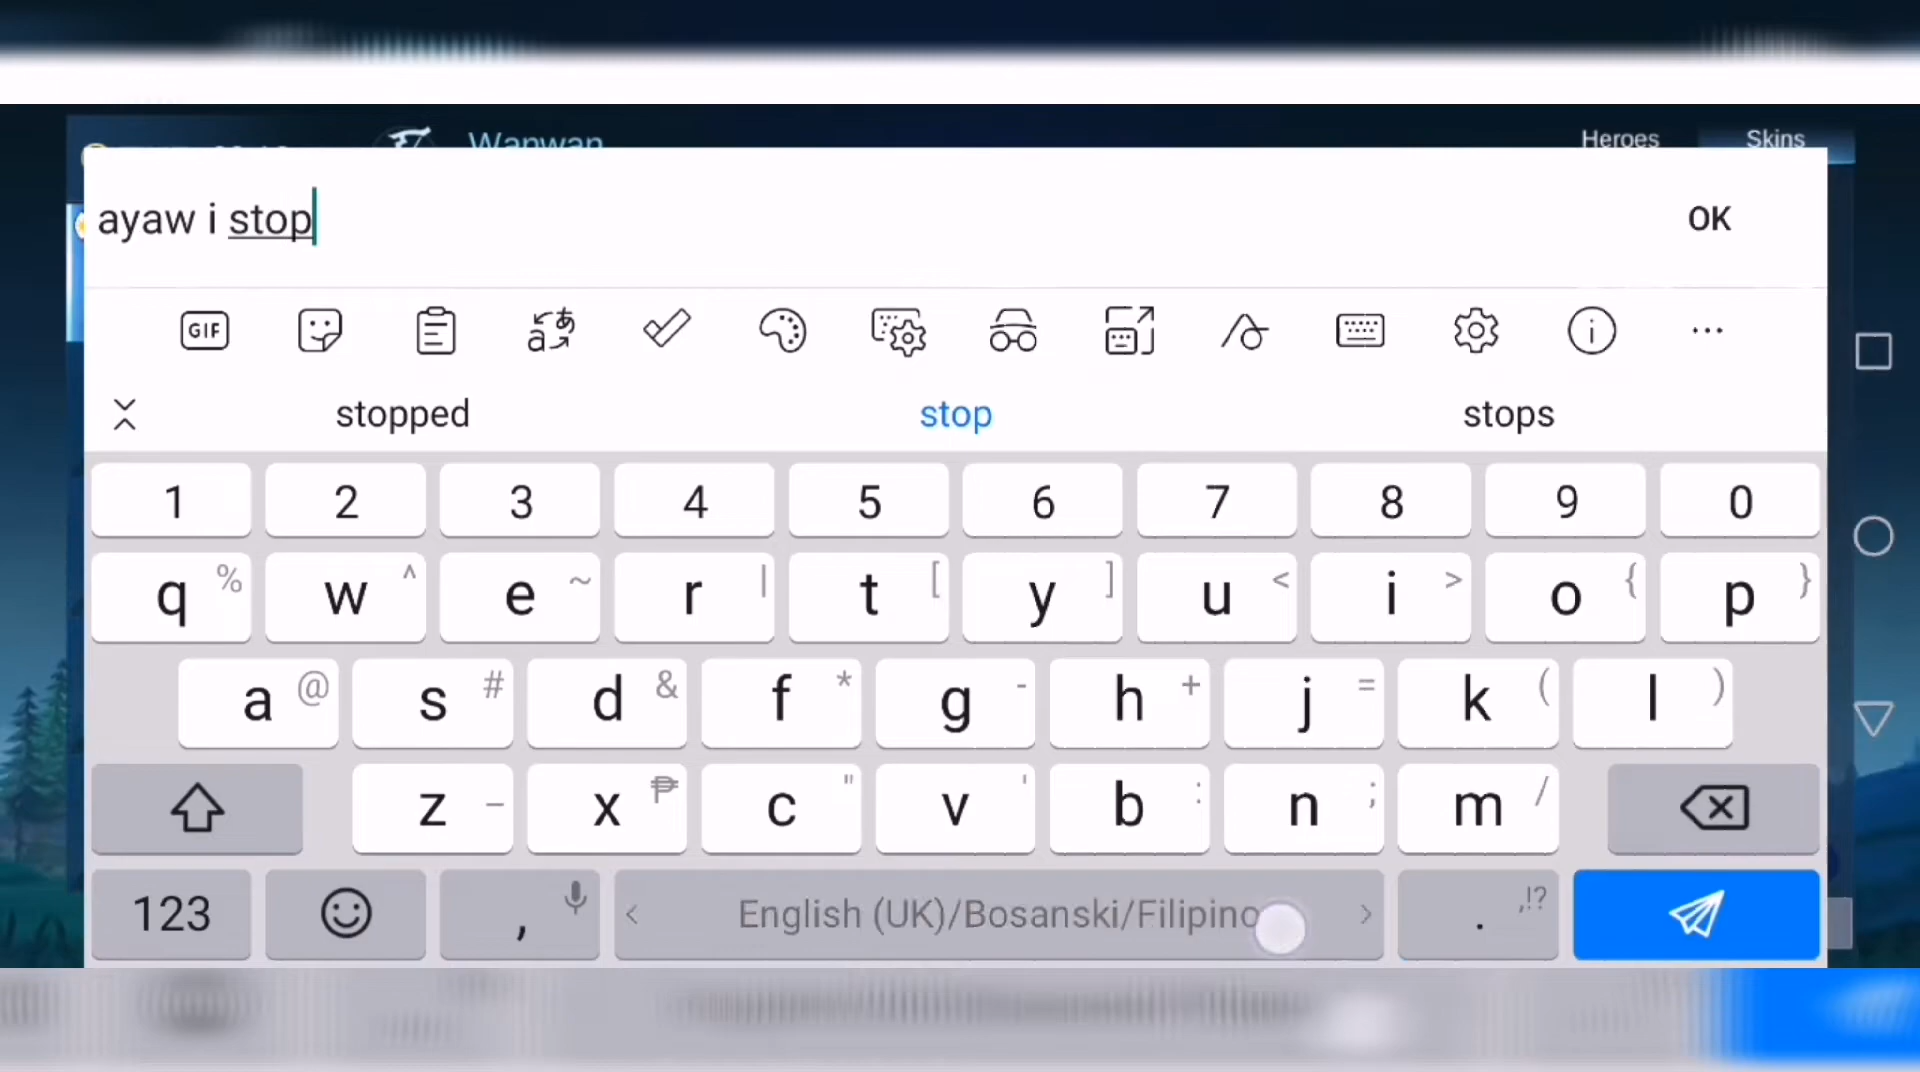 Wanwan
Heroes
Skins
ayaw i stop
OK
GIF
stopped
stop
stops
1 2 3 4 5 6 7 8 9 0
q % w ^ e ~ r | t [ y ] u < i > o { p }
a @ s # d & f * g - h + j = k ( l )
z – x ₱ c " v ' b : n ; m /
123 , < English (UK)/Bosanski/Filipino > . ,!?